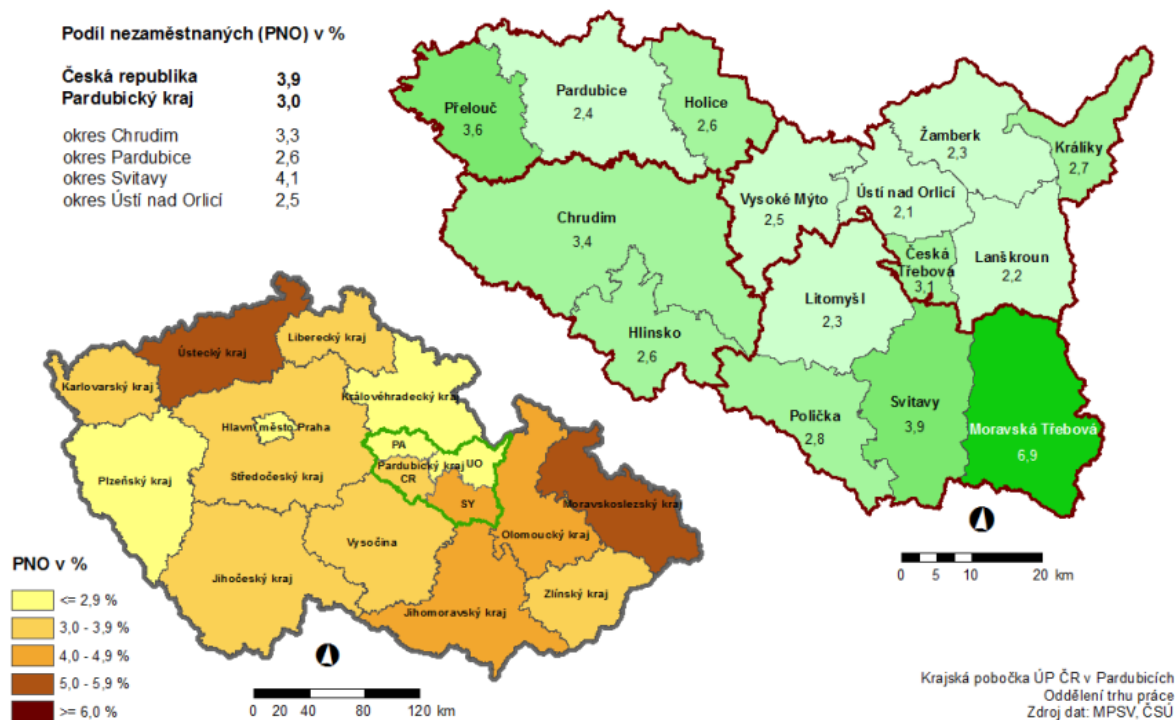 Podíl nezaměstnaných (PNO) v %
Česká republika 3,9
Pardubický kraj 3,0
okres Chrudim 3,3
okres Pardubice 2,6
okres Svitavy 4,1
okres Ústí nad Orlicí 2,5
Přelouč
3,6
Pardubice
2,4
Holice
2,6
Žamberk
2,3
Králíky
2,7
Vysoké Mýto
2,5
Ústí nad Orlicí
2,1
Chrudim
3,4
Česká
Třebová
3,1
Lanškroun
2,2
Litomyšl
2,3
Hlinsko
2,6
Polička
2,8
Svitavy
3,9
Moravská Třebová
6,9
0 5 10 20 km
Ústecký kraj
Liberecký kraj
Karlovarský kraj
Královéhradecký kraj
Hlavní město Praha
PA
Pardubický kraj
UO
CR
Středočeský kraj
Plzeňský kraj
SY
Moravskoslezský kraj
Olomoucký kraj
Vysočina
Jihočeský kraj
Zlínský kraj
Jihomoravský kraj
PNO v %
<= 2,9 %
3,0 - 3,9 %
4,0 - 4,9 %
5,0 - 5,9 %
>= 6,0 %
0 20 40 80 120 km
Krajská pobočka ÚP ČR v Pardubicích
Oddělení trhu práce
Zdroj dat: MPSV, ČSÚ